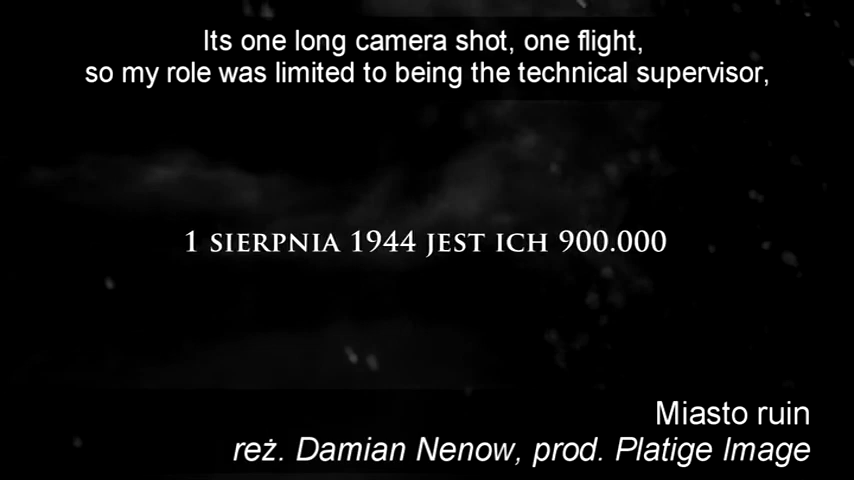 Its one long camera shot, one flight,
so my role was limited to being the technical supervisor,
1 SIERPNIA 1944 JEST ICH 900.000
Miasto ruin
reż. Damian Nenow, prod. Platige Image